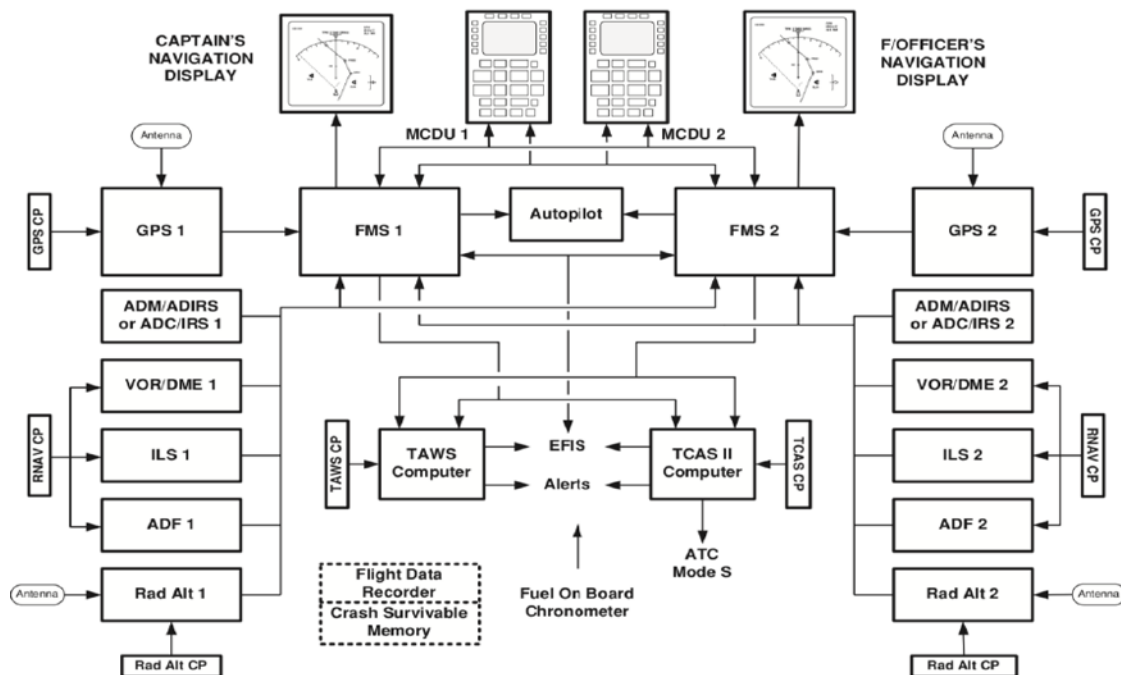 CAPTAIN'S
NAVIGATION
DISPLAY
F/OFFICER'S
NAVIGATION
DISPLAY
MCDU 1
MCDU 2
Antenna
Antenna
GPS CP
GPS 1
FMS 1
Autopilot
FMS 2
GPS 2
GPS CP
ADM/ADIRS
or ADC/IRS 1
ADM/ADIRS
or ADC/IRS 2
VOR/DME 1
VOR/DME 2
RNAV CP
ILS 1
TAWS CP
TAWS
Computer
EFIS
Alerts
TCAS II
Computer
TCAS CP
ILS 2
RNAV CP
ADF 1
ADF 2
ATC
Mode S
Flight Data
Recorder
Crash Survivable
Memory
Fuel On Board
Chronometer
Antenna
Rad Alt 1
Rad Alt 2
Antenna
Rad Alt CP
Rad Alt CP